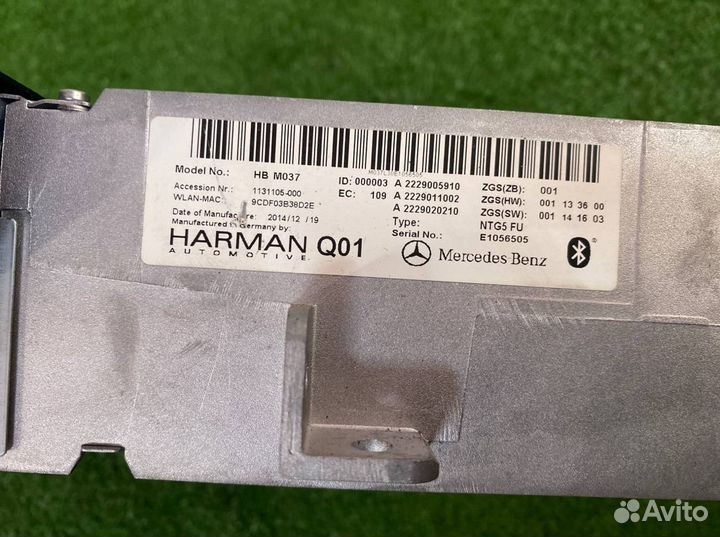 M037C30E1056505
Model No.: HB M037 ID: 000003 A 2229005910 ZGS(ZB): 001
Accession Nr.: 1131105-000 EC: 109 A 2229011002 ZGS(HW): 001 13 36 00
WLAN-MAC: 9CDF03B36D2E A 2229020210 ZGS(SW): 001 14 16 03
Date of Manufacture: 2014/12/19 Type: NTG5 FU
Manufactured in Germany by: Serial No.: E1056505
HARMAN Q01
AUTOMOTIVE
Mercedes Benz ®
Avito